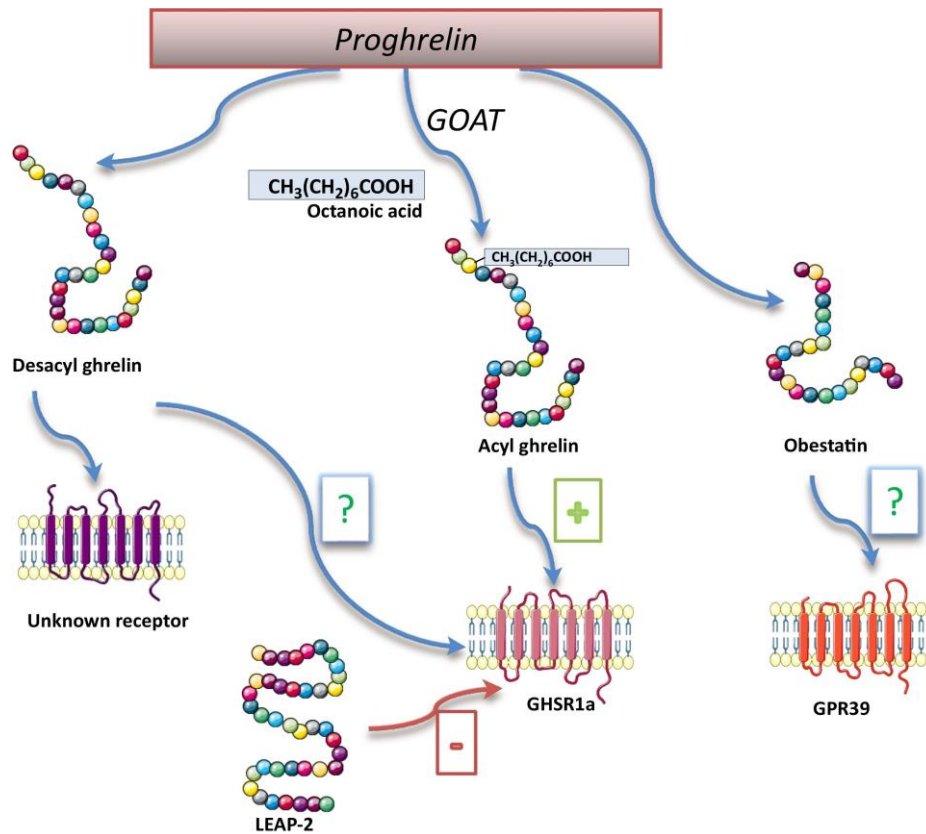 Proghrelin
GOAT
CH₃(CH₂)₆COOH
Octanoic acid
CH₃(CH₂)₆COOH
Desacyl ghrelin
Acyl ghrelin
Obestatin
?
+
?
Unknown receptor
GHSR1a
GPR39
-
LEAP-2